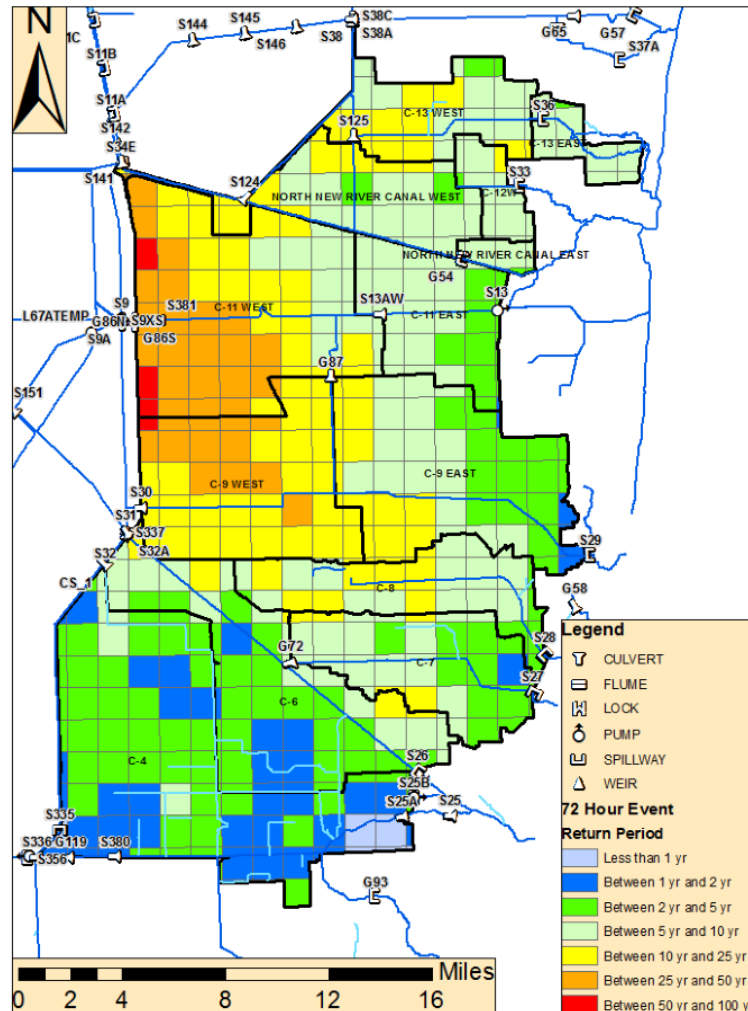 N
S144
S145
S146
S38
S38C
S38A
G65
G57
S37A
1C
S11B
S11A
S142
S34E
S141
S124
S125
C-13 WEST
S36
C-13 EAST
S33
C-12W
NORTH NEW RIVER CANAL WEST
NORTH NEW RIVER CANAL EAST
G54
S13
S9
S381
L67ATEMP
G86N
S9XS
S9A
G86S
C-11 WEST
S13AW
C-11 EAST
G87
S151
C-9 WEST
C-9 EAST
S30
S31
S337
S32
S32A
S29
CS_1
C-8
G58
G72
C-7
S28
S27
C-6
C-4
S26
S25B
S25A
S25
S335
S336
G119
S356
S380
G93
Legend
CULVERT
FLUME
LOCK
PUMP
SPILLWAY
WEIR
72 Hour Event
Return Period
Less than 1 yr
Between 1 yr and 2 yr
Between 2 yr and 5 yr
Between 5 yr and 10 yr
Between 10 yr and 25 yr
Between 25 yr and 50 yr
Between 50 yr and 100 y
Miles
0 2 4 8 12 16